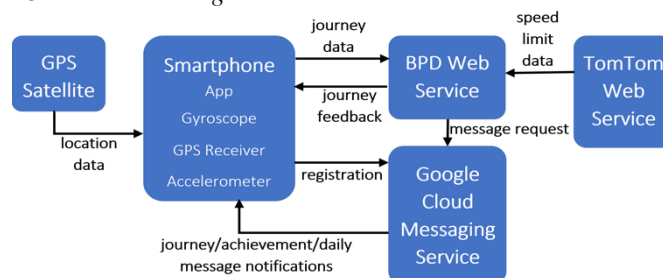 journey
data
speed
limit
data
GPS
Satellite
Smartphone
App
Gyroscope
GPS Receiver
Accelerometer
BPD Web
Service
TomTom
Web
Service
journey
feedback
location
data
message request
registration
Google
Cloud
Messaging
Service
journey/achievement/daily
message notifications